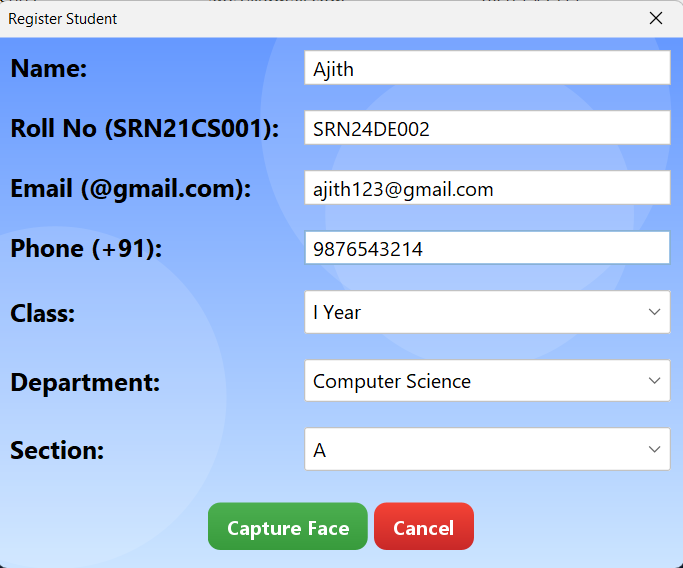 Register Student
Name: Ajith
Roll No (SRN21CS001): SRN24DE002
Email (@gmail.com): ajith123@gmail.com
Phone (+91): 9876543214
Class: I Year
Department: Computer Science
Section: A
Capture Face Cancel